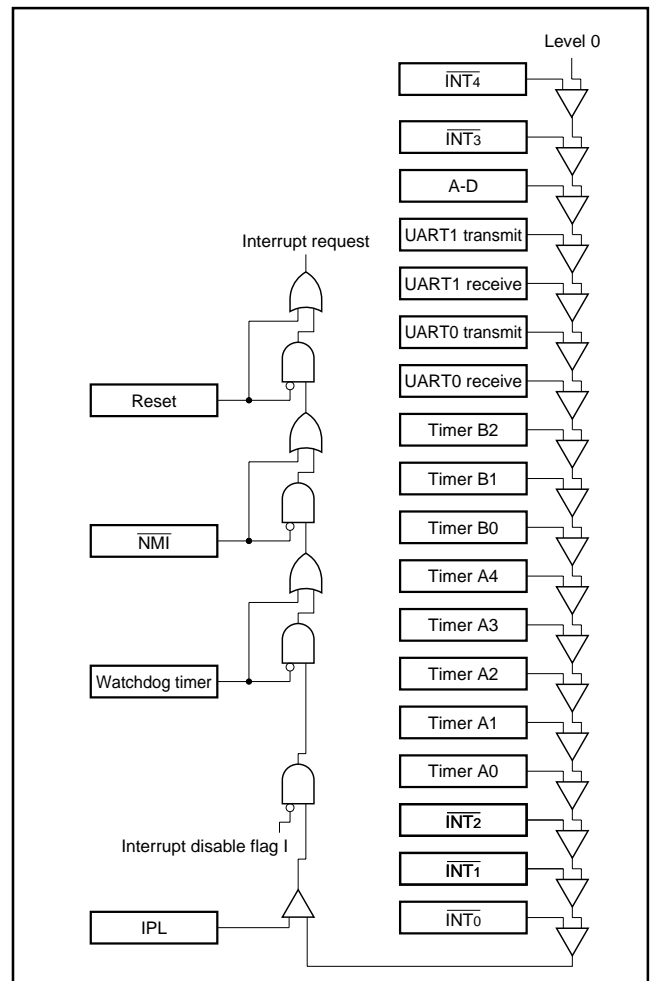 Level 0
INT4
INT3
A-D
UART1 transmit
UART1 receive
UART0 transmit
UART0 receive
Timer B2
Timer B1
Timer B0
Timer A4
Timer A3
Timer A2
Timer A1
Timer A0
INT2
INT1
INT0
Interrupt request
Reset
NMI
Watchdog timer
Interrupt disable flag I
IPL